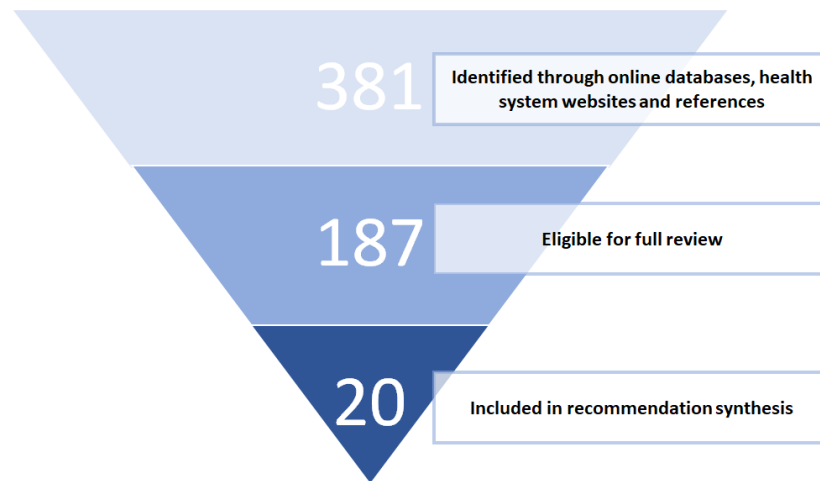 381
Identified through online databases, health
system websites and references
187
Eligible for full review
20
Included in recommendation synthesis